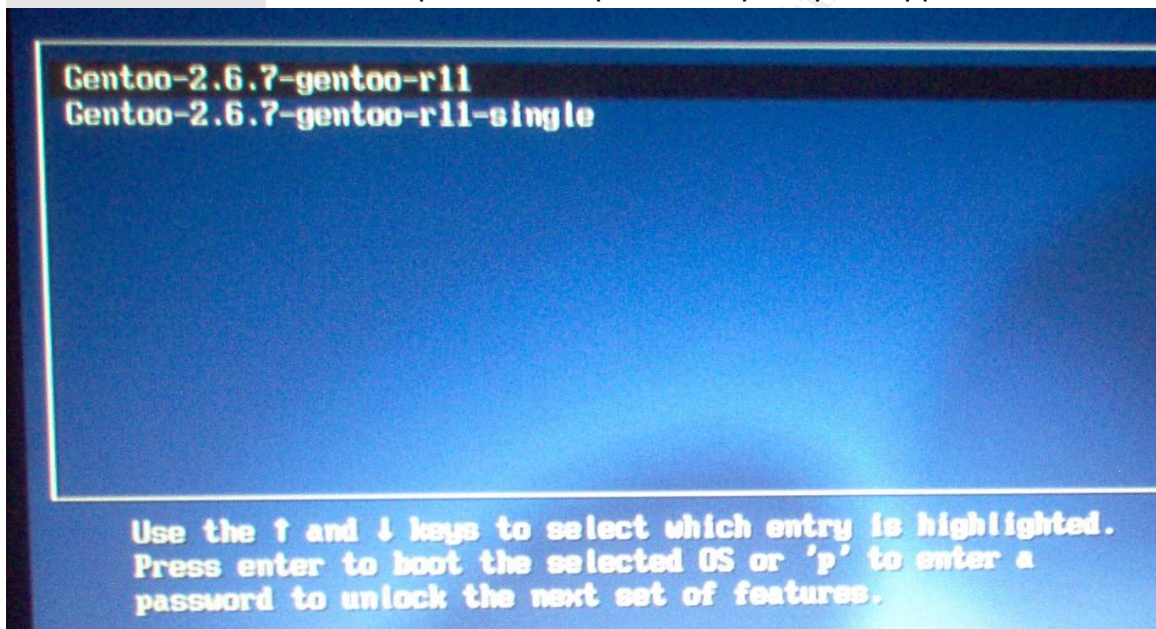 Gentoo-2.6.7-gentoo-r11
Gentoo-2.6.7-gentoo-r11-single
Use the ↑ and ↓ keys to select which entry is highlighted.
Press enter to boot the selected OS or 'p' to enter a
password to unlock the next set of features.